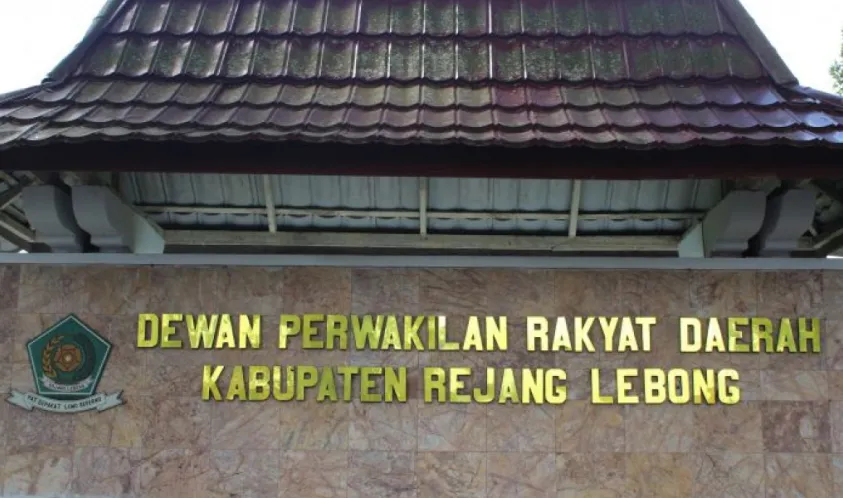 DEWAN PERWAKILAN RAKYAT DAERAH
KABUPATEN REJANG LEBONG